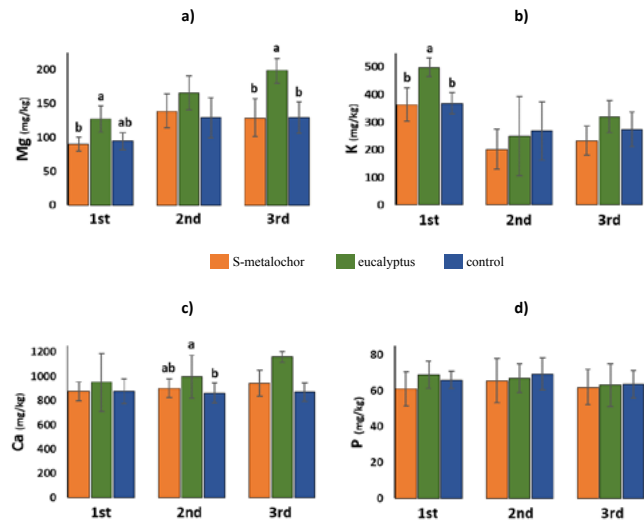 a)
Mg (mg/kg)
200
150
100
50
0
b
a
ab
b
a
b
1st
2nd
3rd
b)
K (mg/kg)
500
400
300
200
100
0
b
a
b
1st
2nd
3rd
S-metalochor
eucalyptus
control
c)
Ca (mg/kg)
1200
1000
800
600
400
200
0
ab
a
b
1st
2nd
3rd
d)
P (mg/kg)
80
60
40
20
0
1st
2nd
3rd